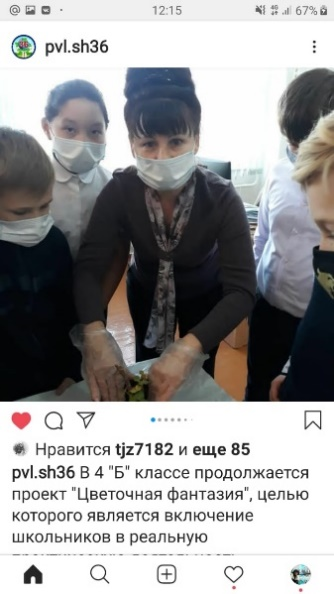 12:15
67%
pvl.sh36
Нравится tjz7182 и еще 85
pvl.sh36 В 4 "Б" классе продолжается
проект "Цветочная фантазия", целью
которого является включение
школьников в реальную